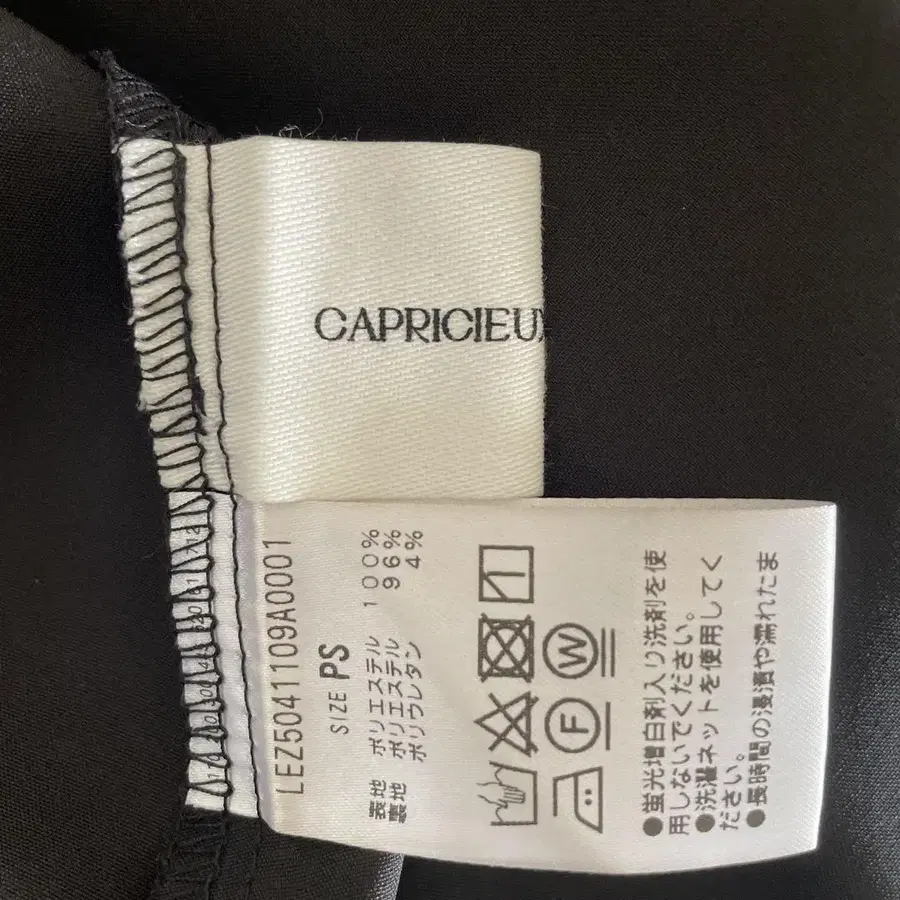 CAPRICIEUX
LEZ5041109A0001
SIZE PS
表地 ポリエステル 100%
裏地 ポリエステル 96%
ポリウレタン 4%
W
F
●蛍光増白剤入り洗剤を使
用しないでください。
●洗濯ネットを使用してく
ださい。
●長時間の浸漬や濡れたま